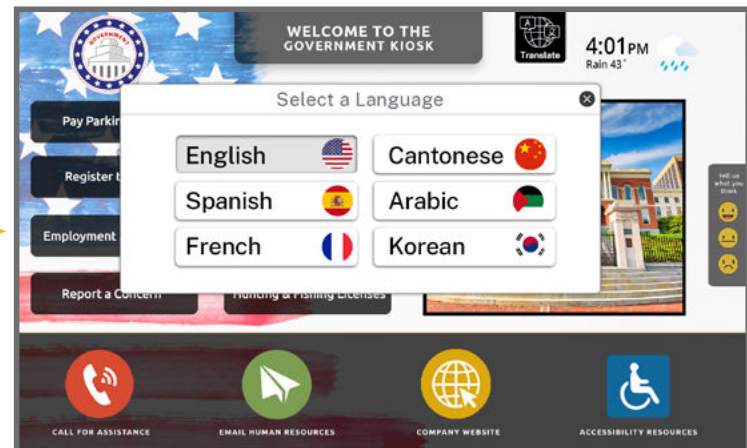 GOVERNMENT
WELCOME TO THE
GOVERNMENT KIOSK
Translate
4:01 PM
Rain 43°
Select a Language
Pay Parkin
English
Cantonese
Register t
Spanish
Arabic
Employment
French
Korean
Report a Concern
Hunting & Fishing Licenses
Tell us
what you
think
CALL FOR ASSISTANCE
EMAIL HUMAN RESOURCES
COMPANY WEBSITE
ACCESSIBILITY RESOURCES